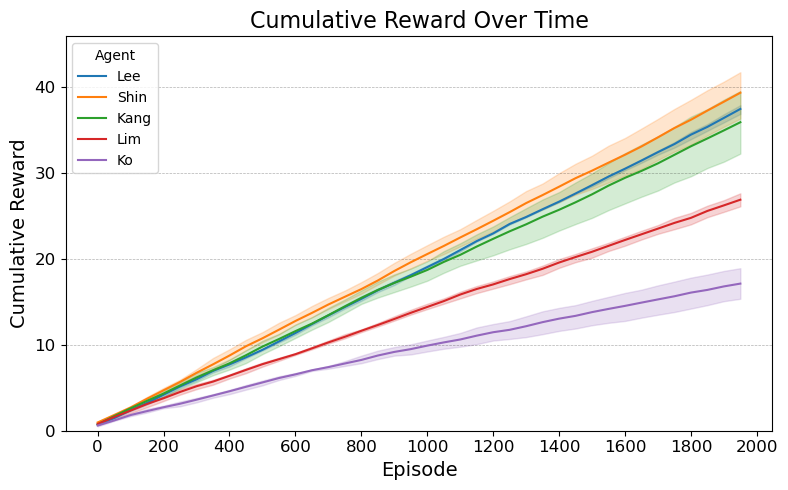 Cumulative Reward Over Time
Agent
Lee
Shin
Kang
Lim
Ko
Cumulative Reward
40
30
20
10
0
0 200 400 600 800 1000 1200 1400 1600 1800 2000
Episode